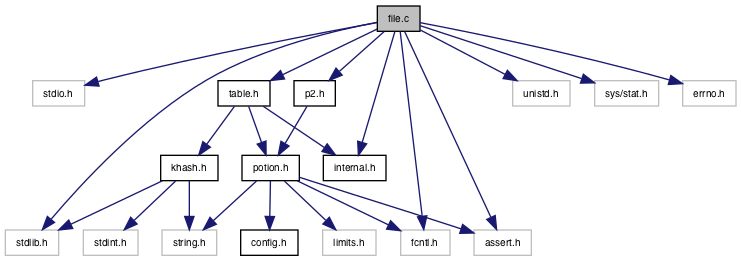 file.c
stdio.h
table.h
p2.h
unistd.h
sys/stat.h
errno.h
khash.h
potion.h
internal.h
stdlib.h
stdint.h
string.h
config.h
limits.h
fcntl.h
assert.h